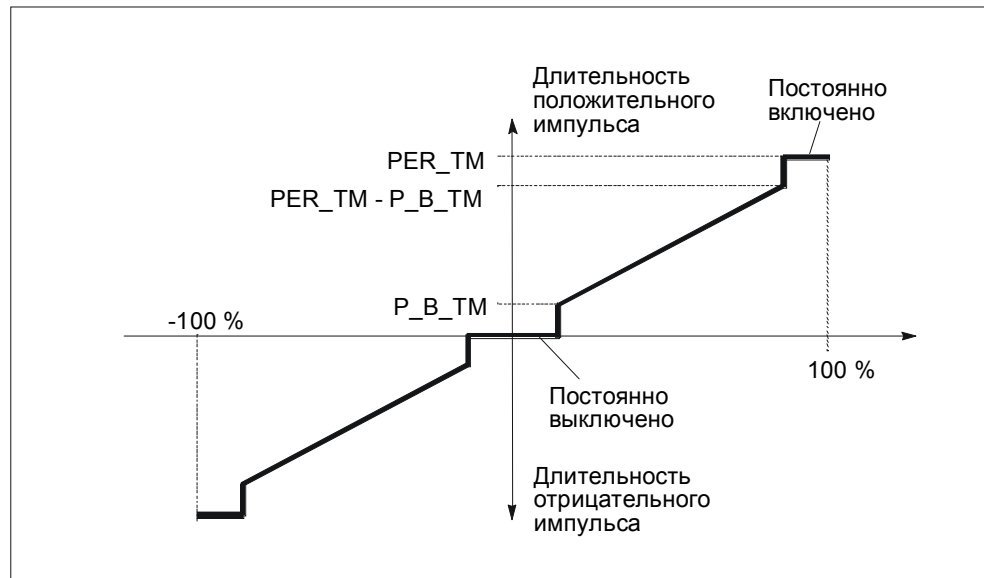 Длительность
положительного
импульса
Постоянно
включено
PER_TM
PER_TM - P_B_TM
P_B_TM
-100 %
100 %
Постоянно
выключено
Длительность
отрицательного
импульса